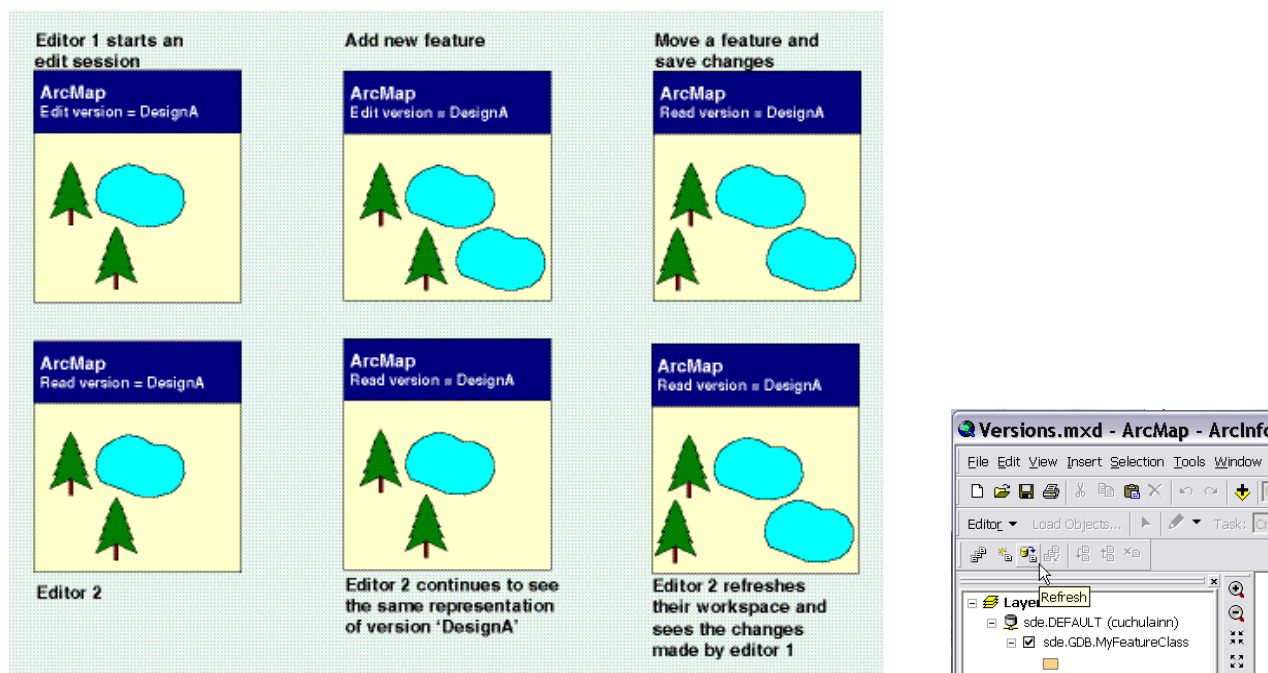 Editor 1 starts an
edit session
ArcMap
Edit version = DesignA
Add new feature
ArcMap
Edit version = DesignA
Move a feature and
save changes
ArcMap
Read version = DesignA
ArcMap
Read version = DesignA
Editor 2
ArcMap
Read version = DesignA
Editor 2 continues to see
the same representation
of version ‘DesignA’
ArcMap
Read version = DesignA
Editor 2 refreshes
their workspace and
sees the changes
made by editor 1
Versions.mxd - ArcMap - ArcInfo
File Edit View Insert Selection Tools Window
Editor Load Objects... Task:
Refresh
sde.DEFAULT (cuchulainn)
sde.GDB.MyFeatureClass